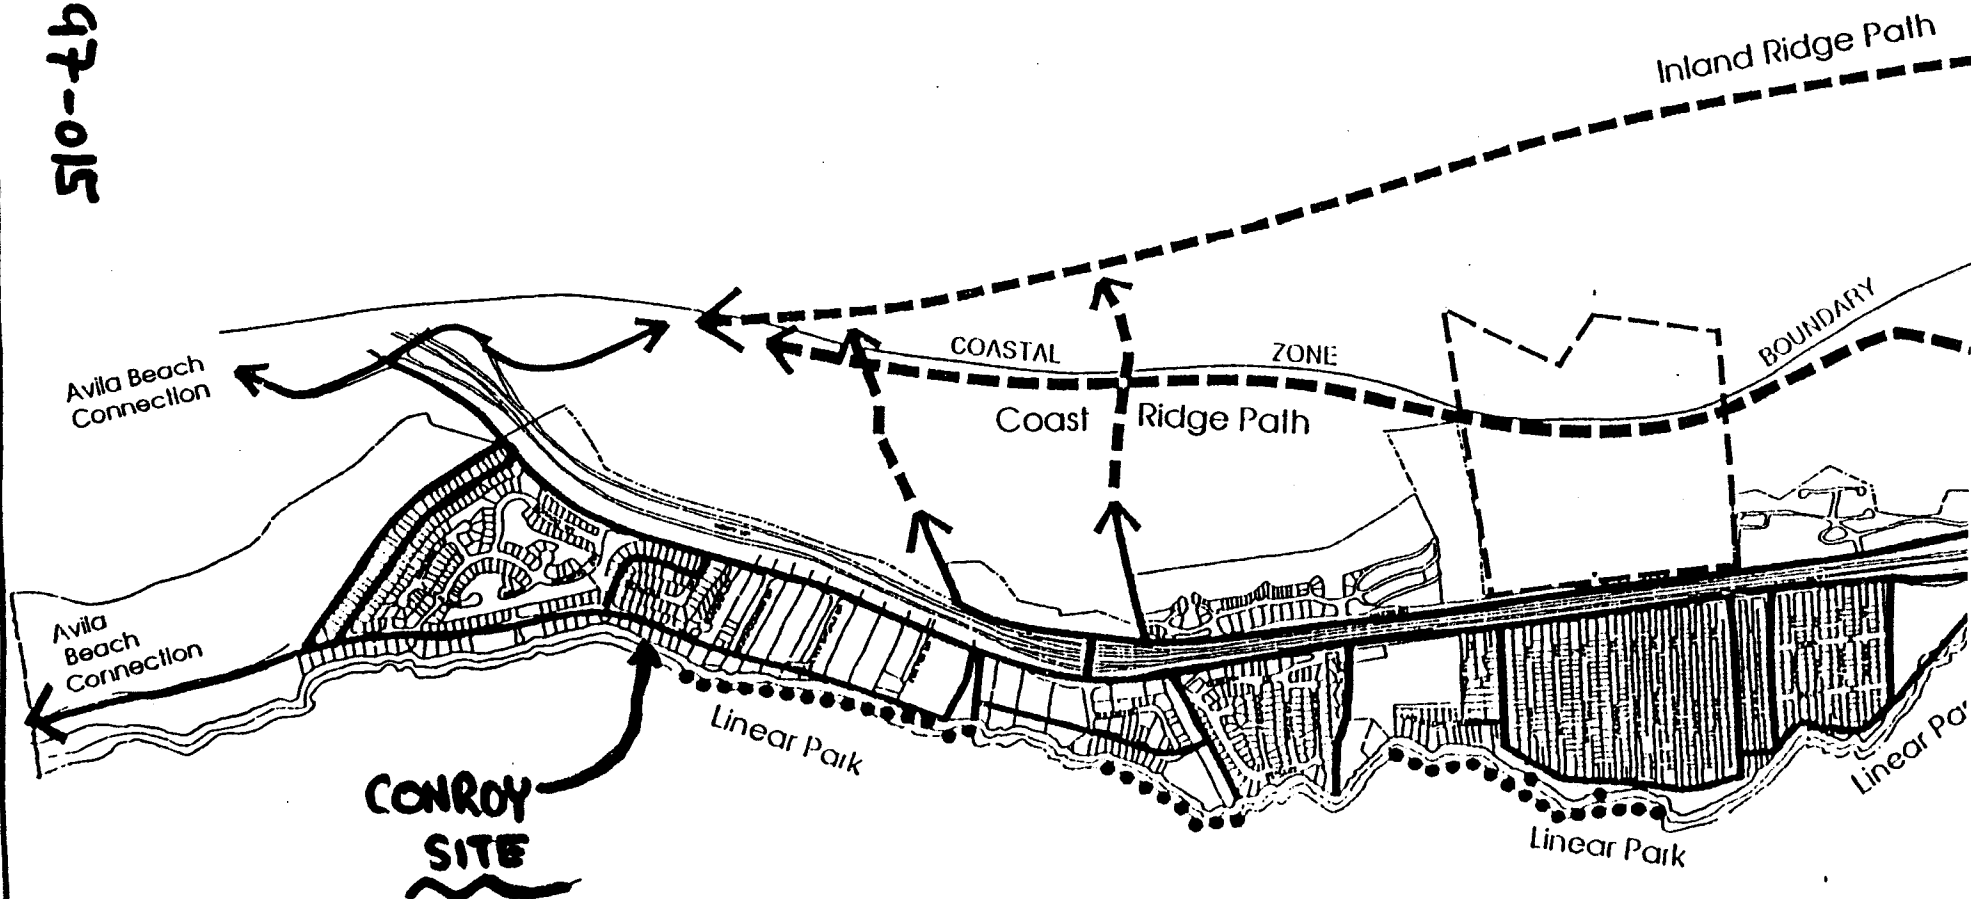 97-015
Inland Ridge Path
COASTAL ZONE BOUNDARY
Avila Beach
Connection
Coast Ridge Path
Avila
Beach
Connection
Linear Park
CONROY
SITE
Linear Park
Linear Pa